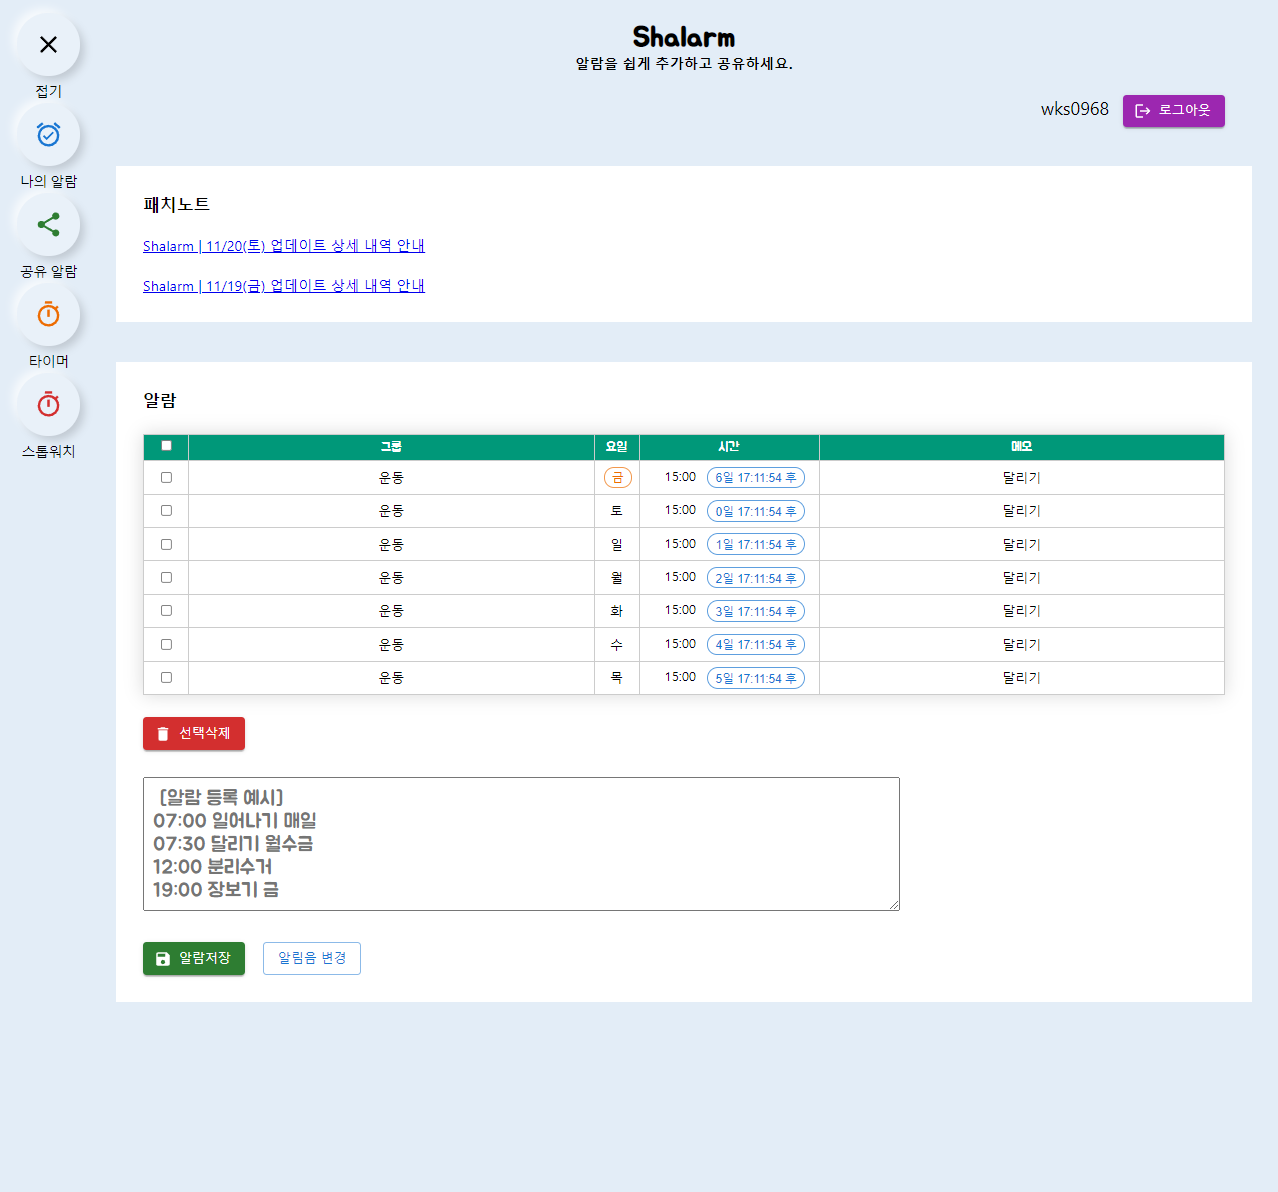 Shalarm
알람을 쉽게 추가하고 공유하세요.
wks0968
로그아웃
접기
나의 알람
공유 알람
타이머
스톱워치
패치노트
Shalarm | 11/20(토) 업데이트 상세 내역 안내
Shalarm | 11/19(금) 업데이트 상세 내역 안내
알람
그룹 요일 시간 메모
운동 금 15:00 6일 17:11:54 후 달리기
운동 토 15:00 0일 17:11:54 후 달리기
운동 일 15:00 1일 17:11:54 후 달리기
운동 월 15:00 2일 17:11:54 후 달리기
운동 화 15:00 3일 17:11:54 후 달리기
운동 수 15:00 4일 17:11:54 후 달리기
운동 목 15:00 5일 17:11:54 후 달리기
선택삭제
[알람 등록 예시]
07:00 일어나기 매일
07:30 달리기 월수금
12:00 분리수거
19:00 장보기 금
알람저장
알림음 변경